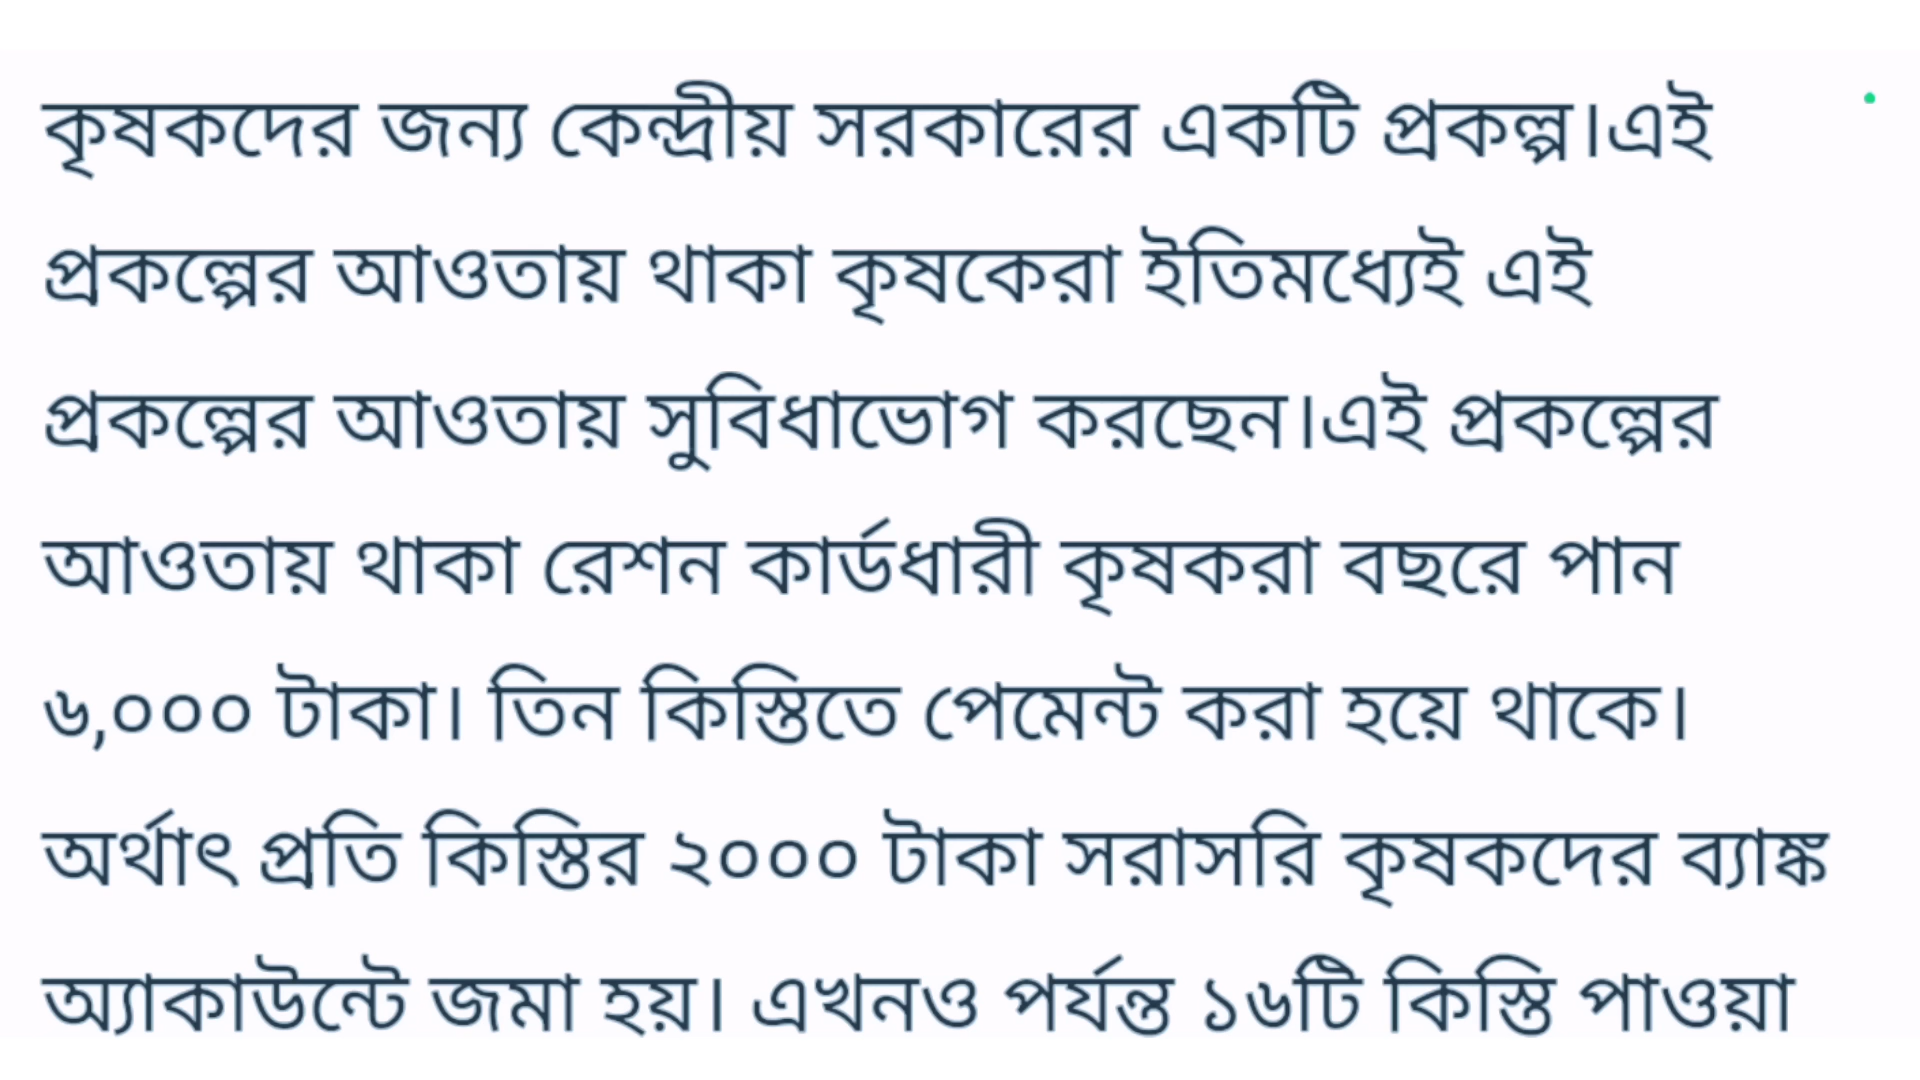 কৃষকদের জন্য কেন্দ্রীয় সরকারের একটি প্রকল্প।এই
প্রকল্পের আওতায় থাকা কৃষকেরা ইতিমধ্যেই এই
প্রকল্পের আওতায় সুবিধাভোগ করছেন।এই প্রকল্পের
আওতায় থাকা রেশন কার্ডধারী কৃষকরা বছরে পান
৬,০০০ টাকা। তিন কিস্তিতে পেমেন্ট করা হয়ে থাকে।
অর্থাৎ প্রতি কিস্তির ২০০০ টাকা সরাসরি কৃষকদের ব্যাঙ্ক
অ্যাকাউন্টে জমা হয়। এখনও পর্যন্ত ১৬টি কিস্তি পাওয়া